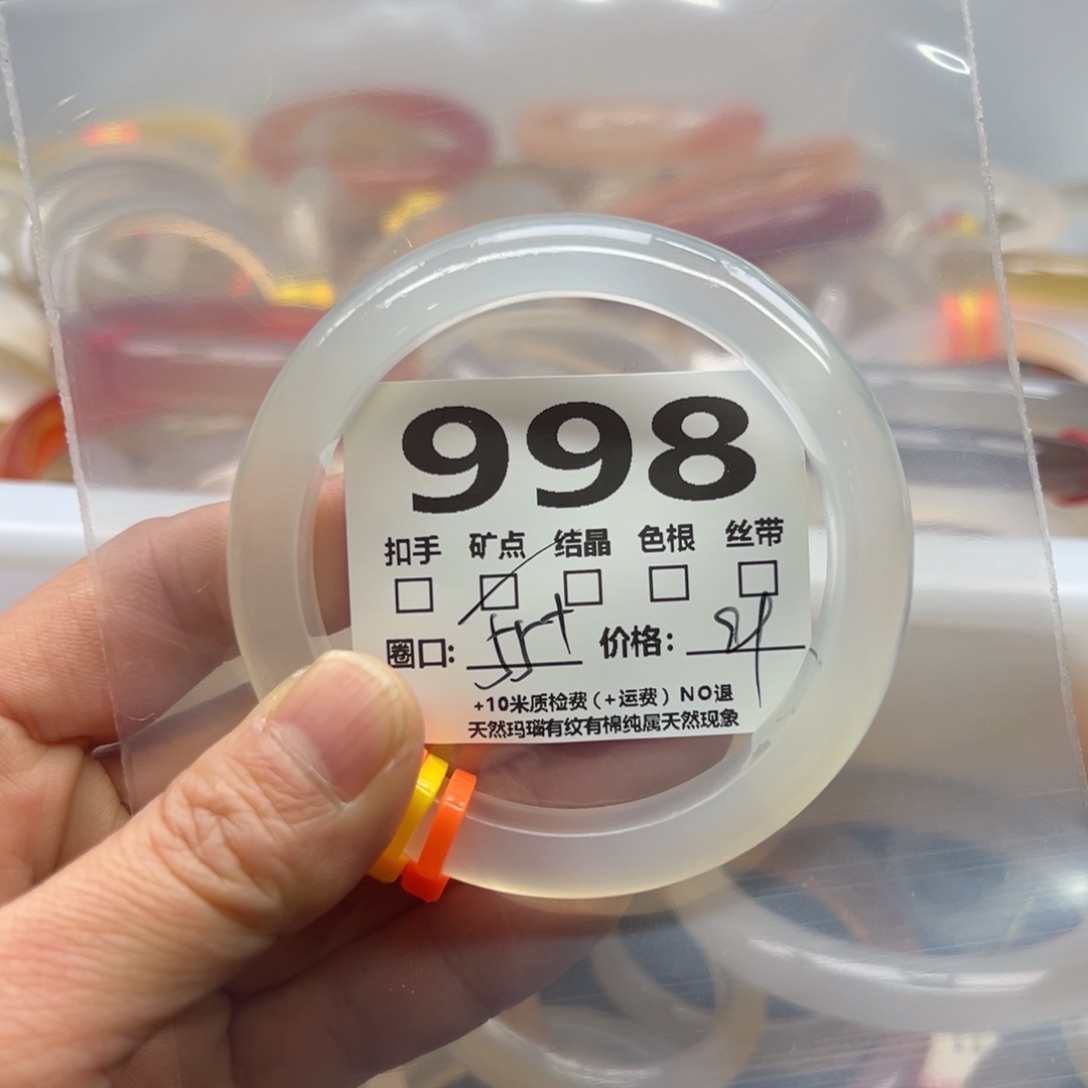 998
扣手 矿点 结晶 色根 丝带
圈口: 价格:
+10米质检费(+运费) NO退
天然玛瑙有纹有棉纯属天然现象